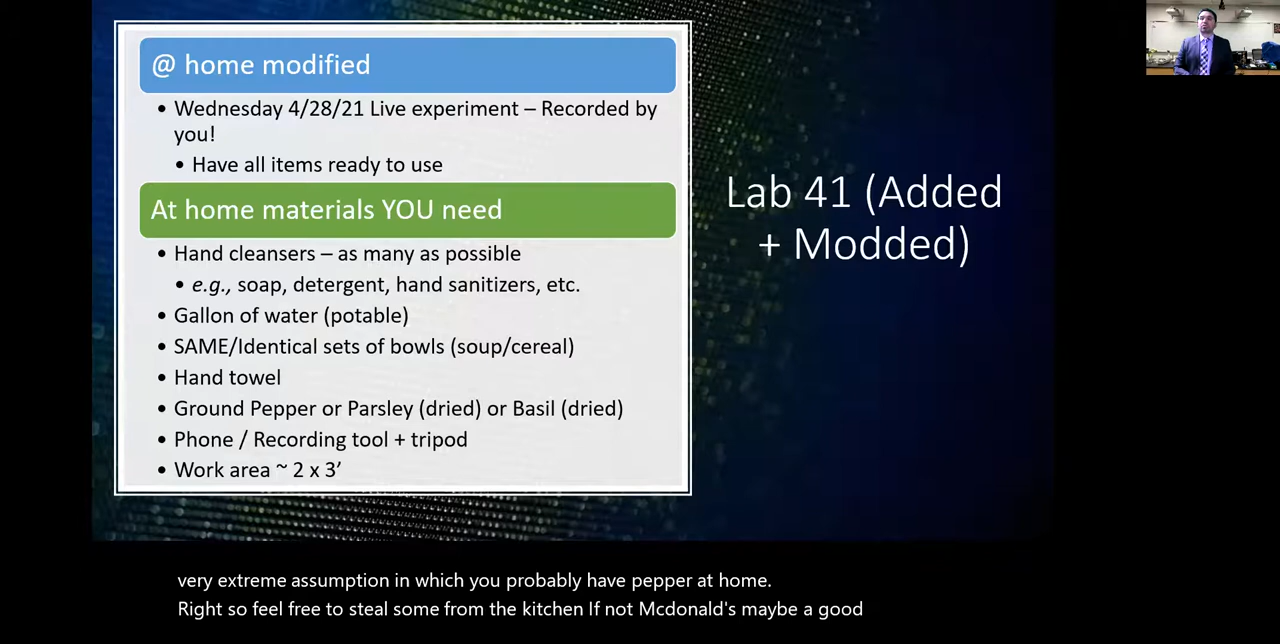 @ home modified
• Wednesday 4/28/21 Live experiment – Recorded by
you!
• Have all items ready to use
At home materials YOU need
• Hand cleansers – as many as possible
• e.g., soap, detergent, hand sanitizers, etc.
• Gallon of water (potable)
• SAME/Identical sets of bowls (soup/cereal)
• Hand towel
• Ground Pepper or Parsley (dried) or Basil (dried)
• Phone / Recording tool + tripod
• Work area ~ 2 x 3’
Lab 41 (Added
+ Modded)
very extreme assumption in which you probably have pepper at home.
Right so feel free to steal some from the kitchen If not Mcdonald's maybe a good